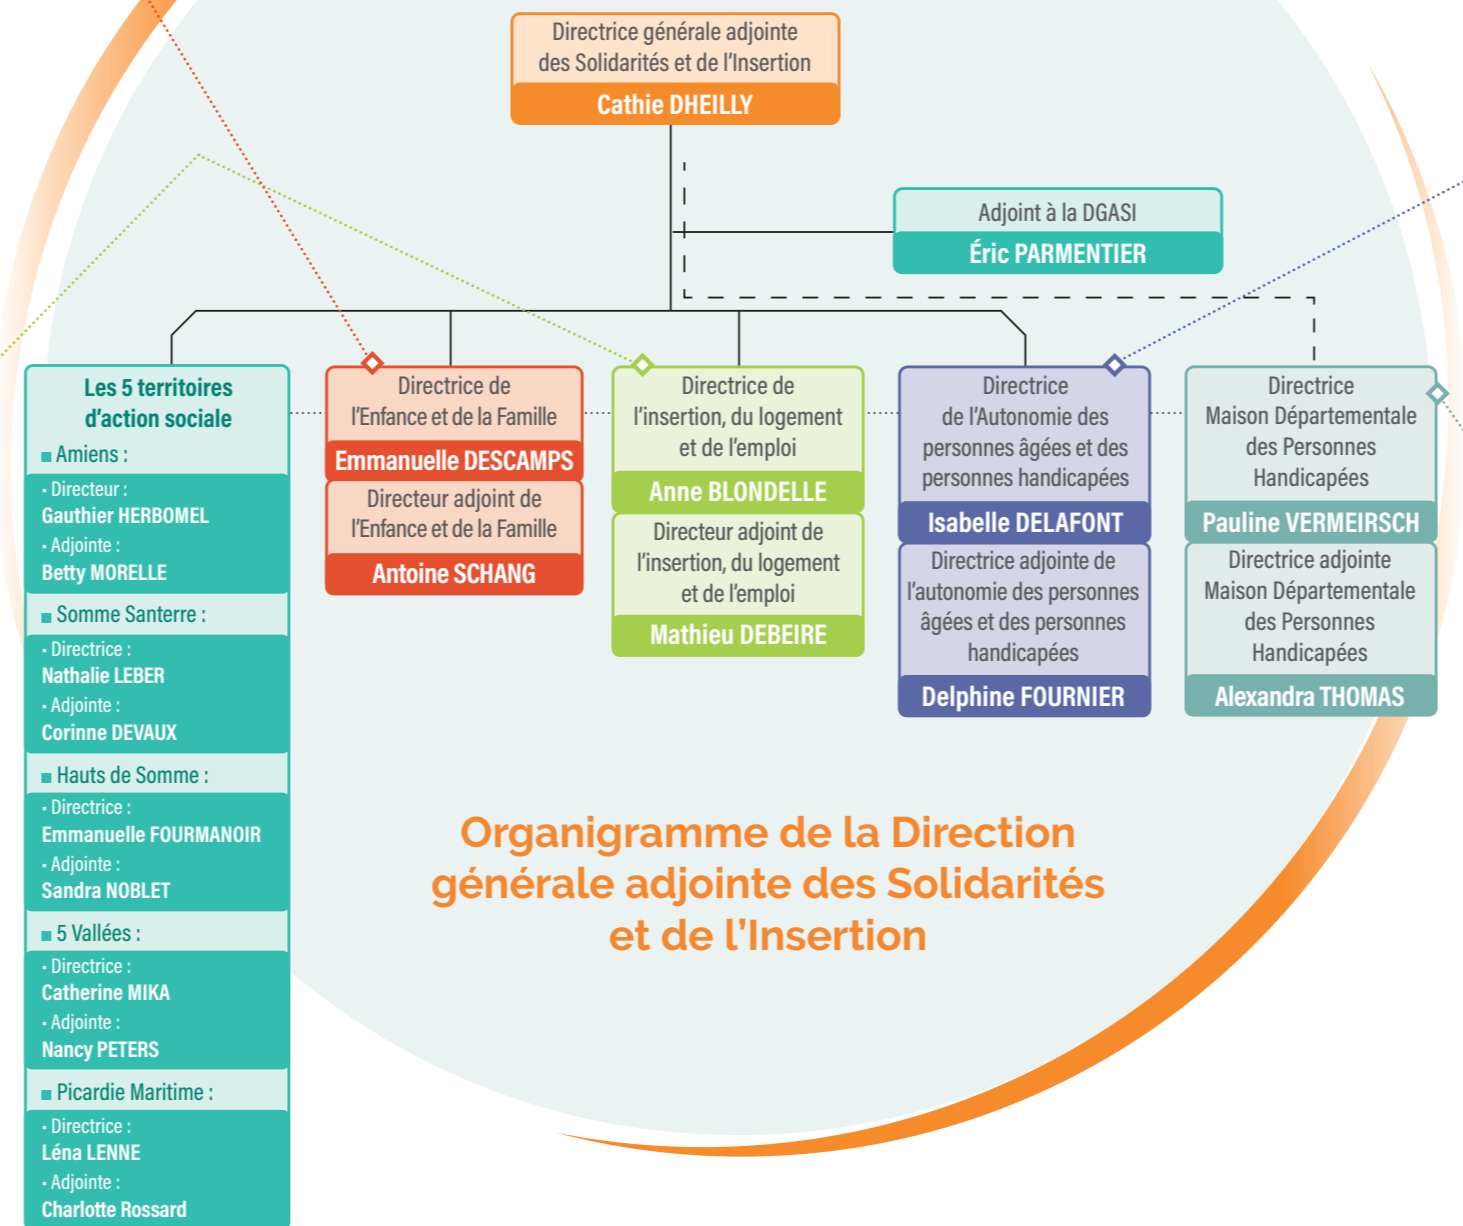 Directrice générale adjointe
des Solidarités et de l'Insertion
Cathie DHEILLY
Adjoint à la DGASI
Éric PARMENTIER
Les 5 territoires
d'action sociale
■ Amiens :
• Directeur :
Gauthier HERBOMEL
• Adjointe :
Betty MORELLE
■ Somme Santerre :
• Directrice :
Nathalie LEBER
• Adjointe :
Corinne DEVAUX
■ Hauts de Somme :
• Directrice :
Emmanuelle FOURMANOIR
• Adjointe :
Sandra NOBLET
■ 5 Vallées :
• Directrice :
Catherine MIKA
• Adjointe :
Nancy PETERS
■ Picardie Maritime :
• Directrice :
Léna LENNE
• Adjointe :
Charlotte Rossard
Directrice de
l'Enfance et de la Famille
Emmanuelle DESCAMPS
Directeur adjoint de
l'Enfance et de la Famille
Antoine SCHANG
Directrice de
l'insertion, du logement
et de l'emploi
Anne BLONDELLE
Directeur adjoint de
l'insertion, du logement
et de l'emploi
Mathieu DEBEIRE
Directrice
de l'Autonomie des
personnes âgées et des
personnes handicapées
Isabelle DELAFONT
Directrice adjointe de
l'autonomie des personnes
âgées et des personnes
handicapées
Delphine FOURNIER
Directrice
Maison Départementale
des Personnes
Handicapées
Pauline VERMEIRSCH
Directrice adjointe
Maison Départementale
des Personnes
Handicapées
Alexandra THOMAS
Organigramme de la Direction
générale adjointe des Solidarités
et de l'Insertion